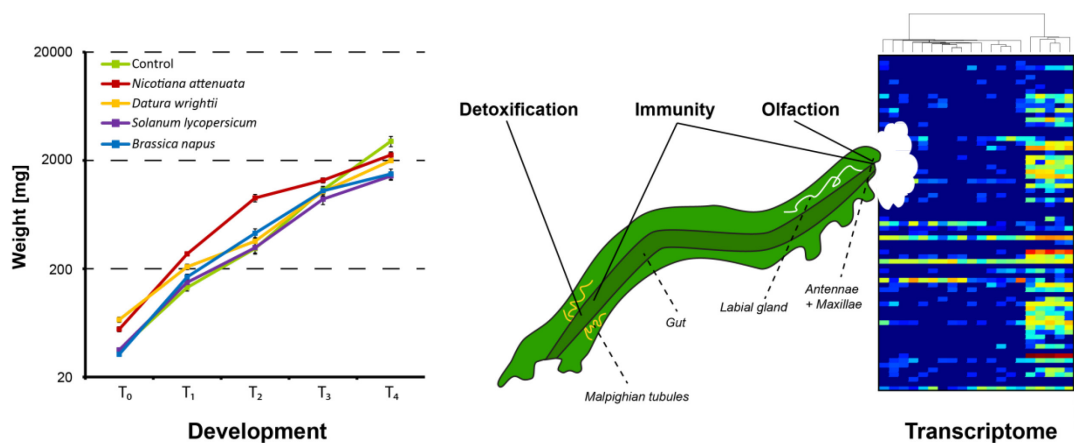 20000
2000
200
20
Weight [mg]
Control
Nicotiana attenuata
Datura wrightii
Solanum lycopersicum
Brassica napus
T₀ T₁ T₂ T₃ T₄
Development
Detoxification Immunity Olfaction
Gut
Labial gland
Antennae
+ Maxillae
Malpighian tubules
Transcriptome